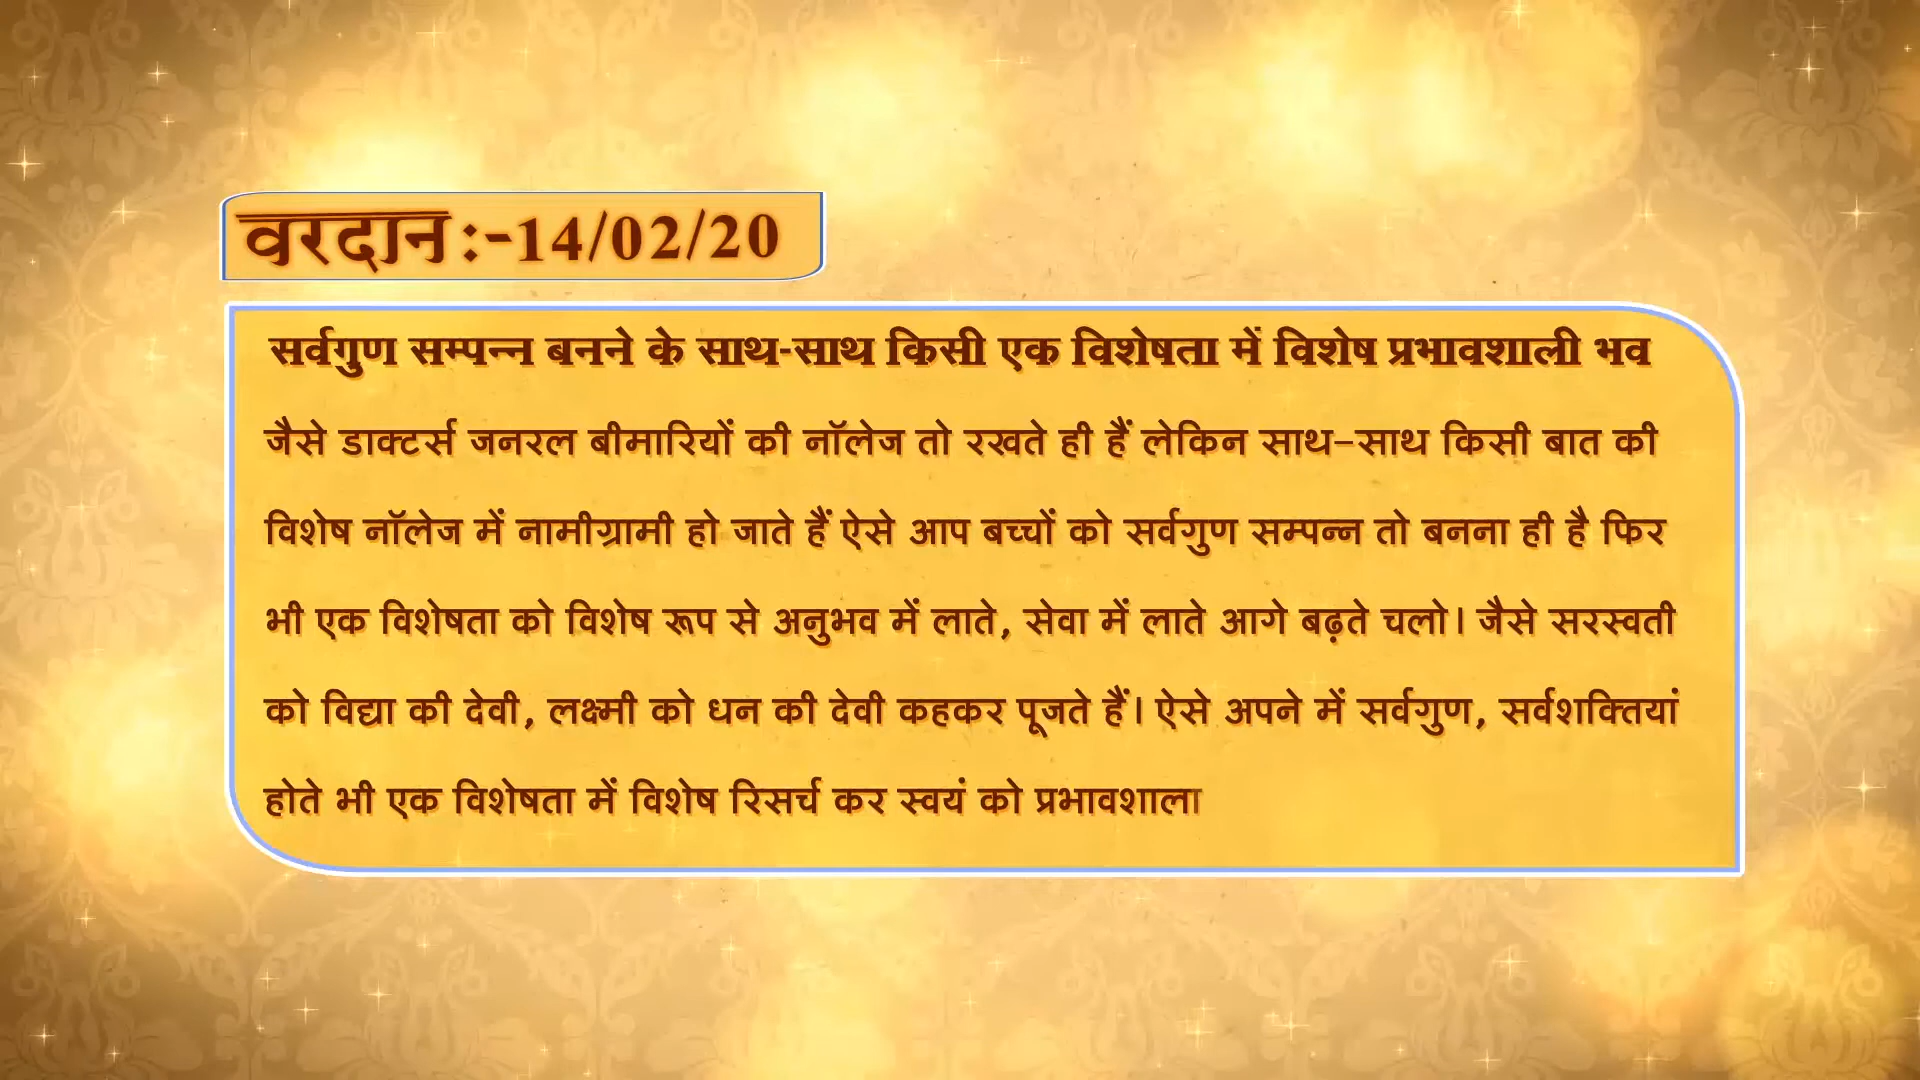 वरदान :-14/02/20
सर्वगुण सम्पन्न बनने के साथ-साथ किसी एक विशेषता में विशेष प्रभावशाली भव
जैसे डाक्टर्स जनरल बीमारियों की नॉलेज तो रखते ही हैं लेकिन साथ–साथ किसी बात की
विशेष नॉलेज में नामीग्रामी हो जाते हैं ऐसे आप बच्चों को सर्वगुण सम्पन्न तो बनना ही है फिर
भी एक विशेषता को विशेष रूप से अनुभव में लाते, सेवा में लाते आगे बढ़ते चलो। जैसे सरस्वती
को विद्या की देवी, लक्ष्मी को धन की देवी कहकर पूजते हैं। ऐसे अपने में सर्वगुण, सर्वशक्तियां
होते भी एक विशेषता में विशेष रिसर्च कर स्वयं को प्रभावशाला